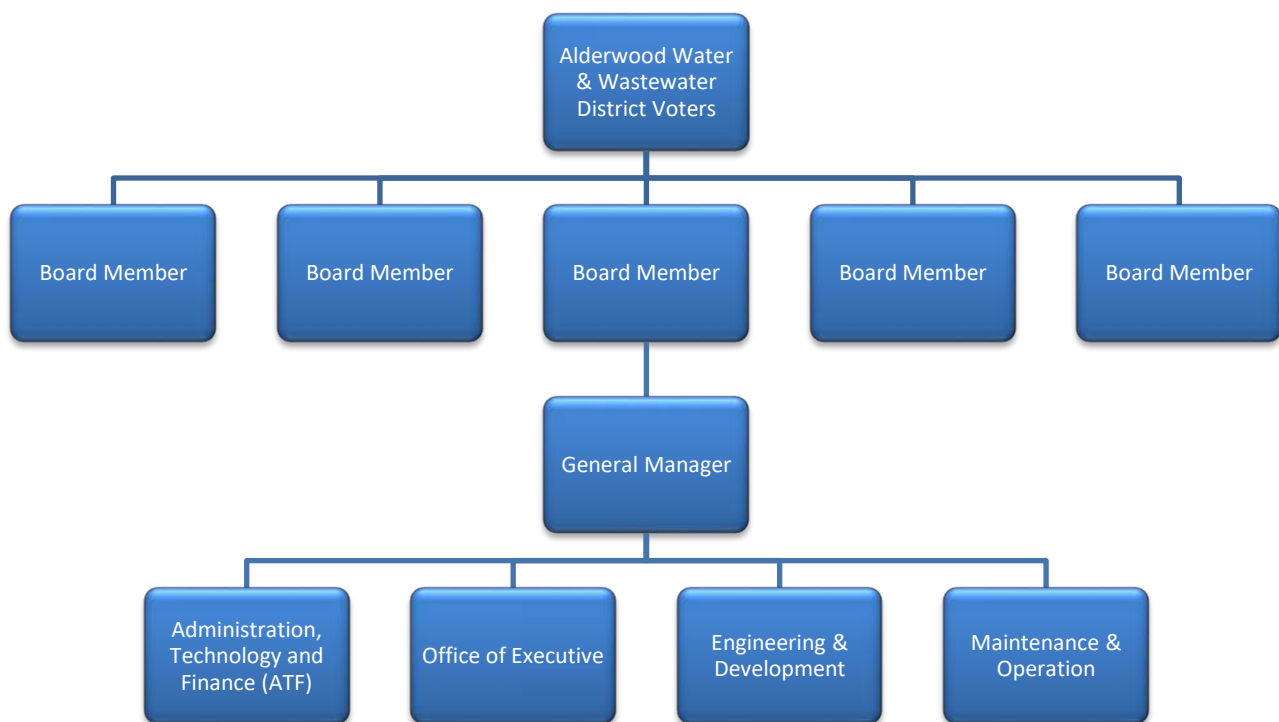 Alderwood Water
& Wastewater
District Voters
Board Member
Board Member
Board Member
Board Member
Board Member
General Manager
Administration,
Technology and
Finance (ATF)
Office of Executive
Engineering &
Development
Maintenance &
Operation